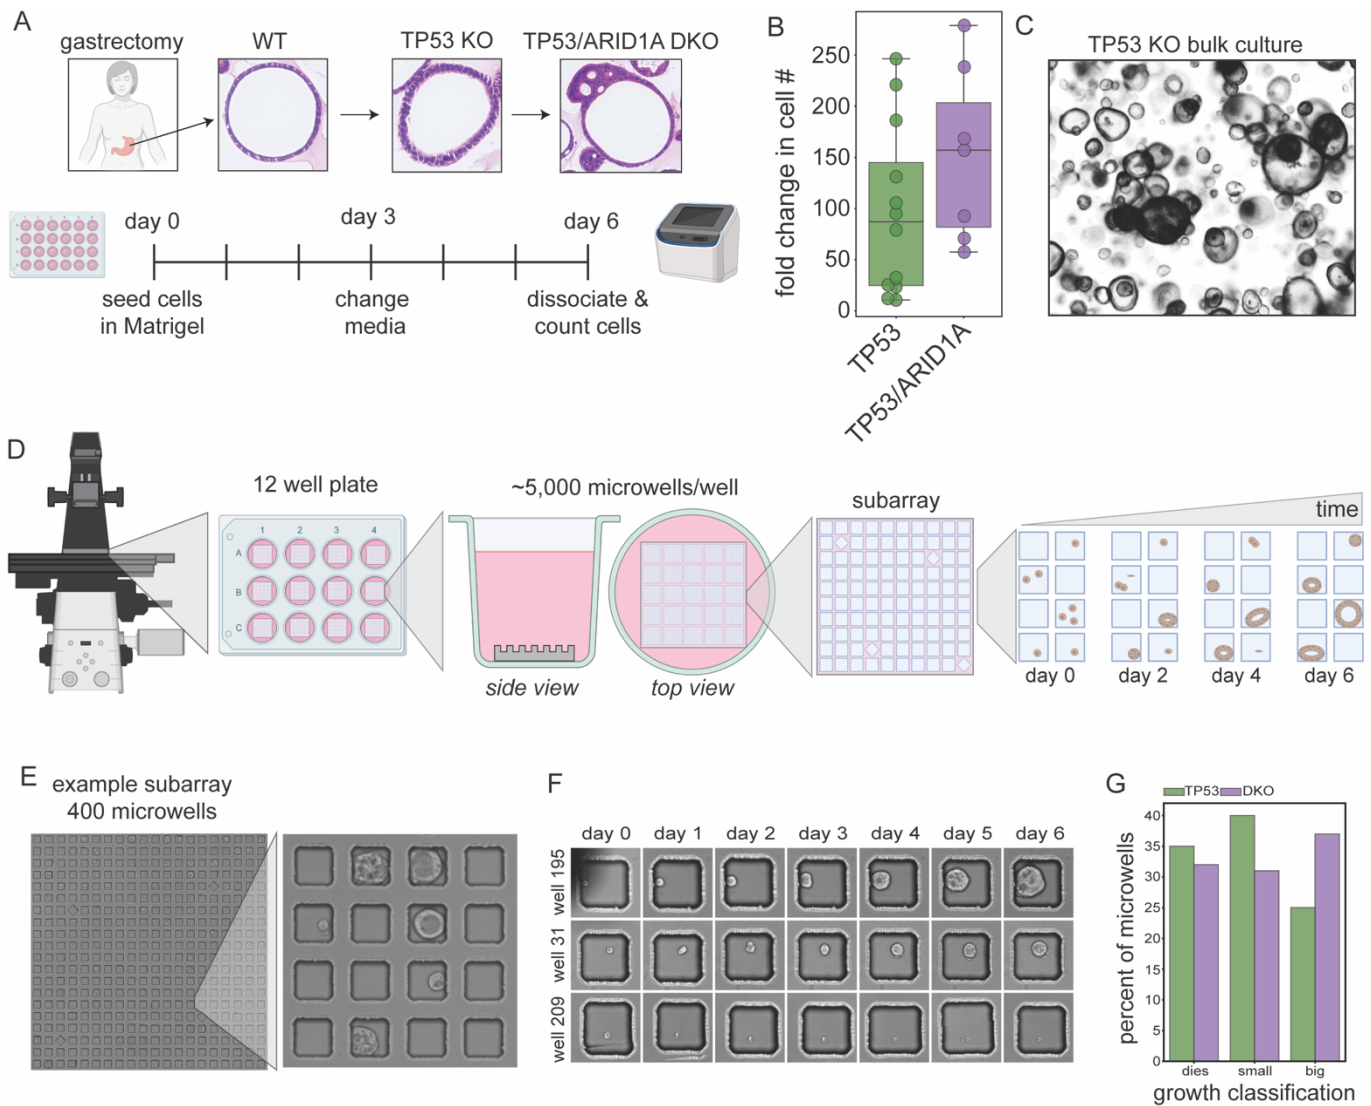 A
gastrectomy
WT
TP53 KO
TP53/ARID1A DKO
day 0
day 3
day 6
seed cells
in Matrigel
change
media
dissociate &
count cells
B
fold change in cell #
250
200
150
100
50
0
TP53
TP53/ARID1A
C
TP53 KO bulk culture
D
12 well plate
1 2 3 4
A
B
C
~5,000 microwells/well
side view
top view
subarray
time
day 0
day 2
day 4
day 6
E
example subarray
400 microwells
F
day 0 day 1 day 2 day 3 day 4 day 5 day 6
well 195
well 31
well 209
G
TP53 DKO
percent of microwells
40
35
30
25
20
15
10
5
0
dies small big
growth classification